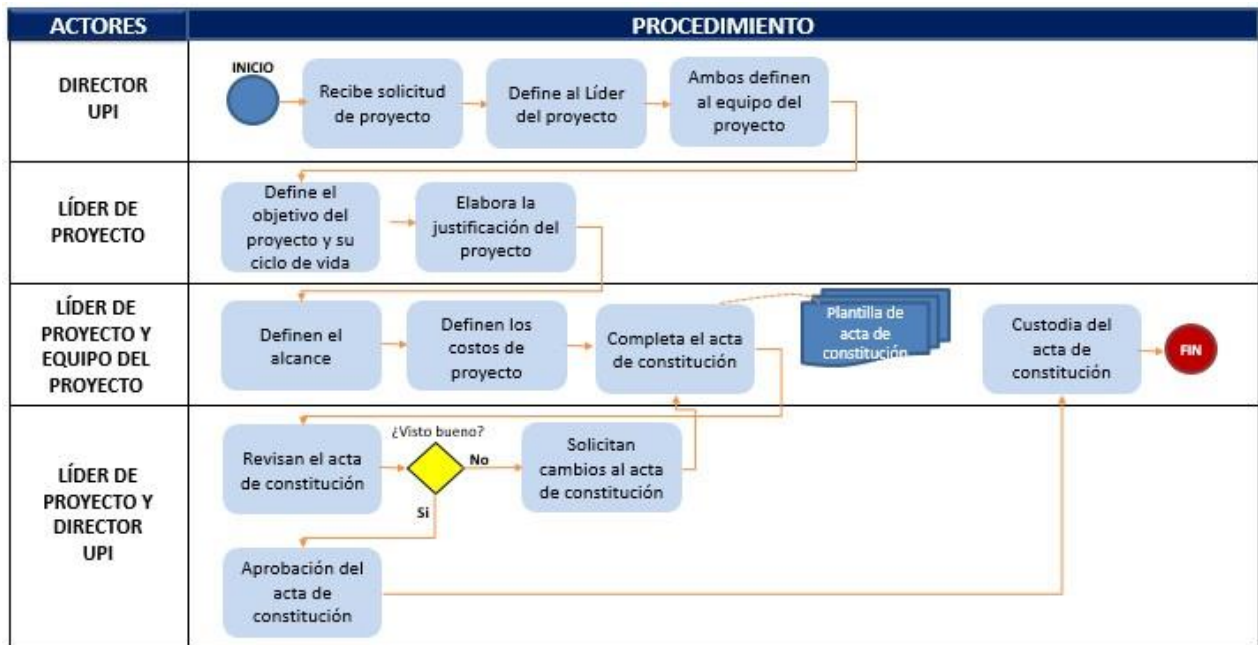 ACTORES
PROCEDIMIENTO
DIRECTOR
UPI
INICIO
Recibe solicitud
de proyecto
Define al Líder
del proyecto
Ambos definen
al equipo del
proyecto
LÍDER DE
PROYECTO
Define el
objetivo del
proyecto y su
ciclo de vida
Elabora la
justificación del
proyecto
LÍDER DE
PROYECTO Y
EQUIPO DEL
PROYECTO
Definen el
alcance
Definen los
costos de
proyecto
Completa el acta
de constitución
Plantilla de
acta de
constitución
Custodia del
acta de
constitución
FIN
LÍDER DE
PROYECTO Y
DIRECTOR
UPI
Revisan el acta
de constitución
¿Visto bueno?
No
Si
Solicitan
cambios al acta
de constitución
Aprobación del
acta de
constitución